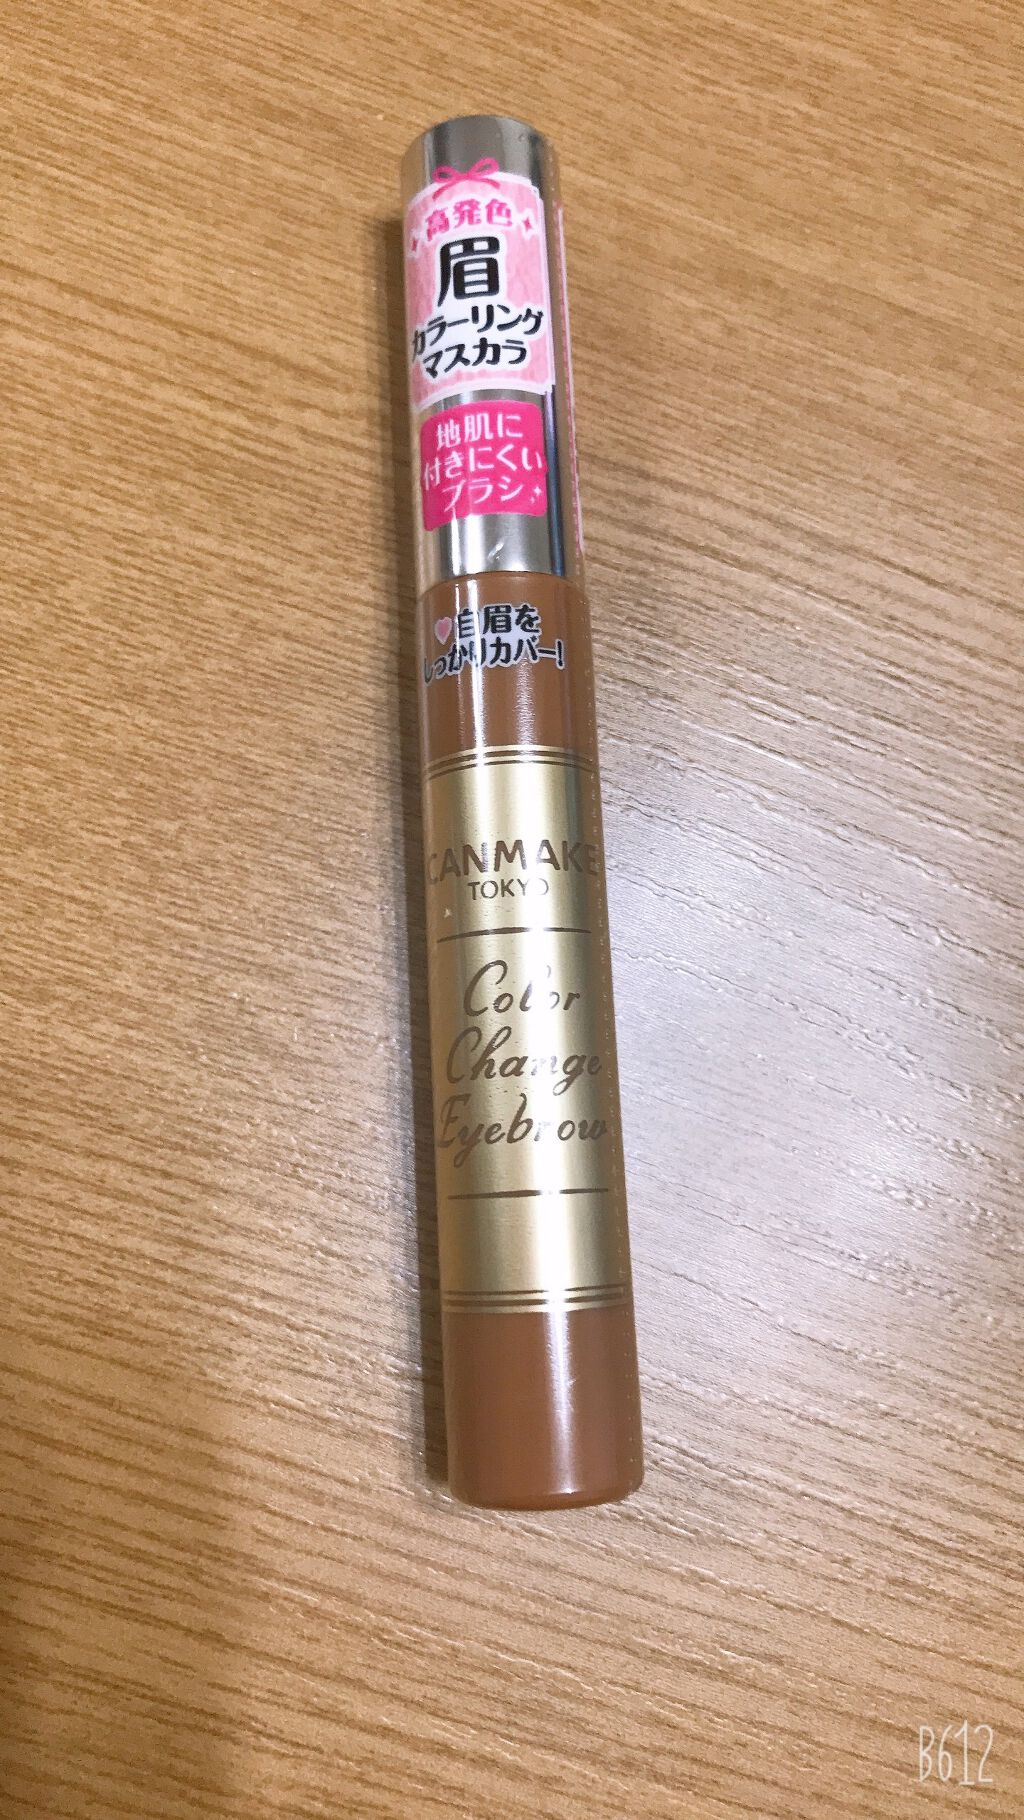 高発色
眉
カラーリング
マスカラ
地肌に
付きにくい
ブラシ
自眉を
しっかりカバー!
CANMAKE
TOKYO
Color
Change
Eyebrow
B612